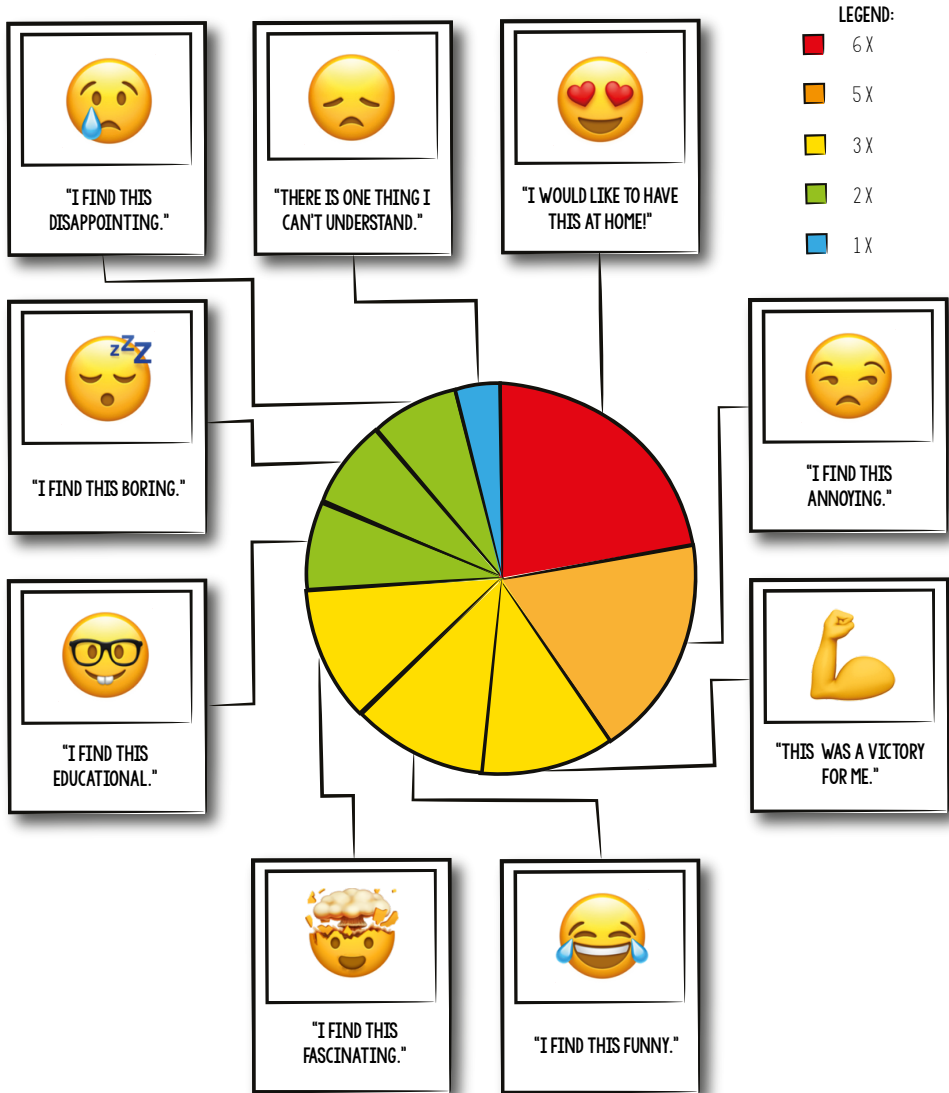 LEGEND:
6 X
5 X
3 X
2 X
1 X
"I FIND THIS
DISAPPOINTING."
"THERE IS ONE THING I
CAN'T UNDERSTAND."
"I WOULD LIKE TO HAVE
THIS AT HOME!"
zZZ
"I FIND THIS BORING."
"I FIND THIS
ANNOYING."
"I FIND THIS
EDUCATIONAL."
"THIS WAS A VICTORY
FOR ME."
"I FIND THIS
FASCINATING."
"I FIND THIS FUNNY."